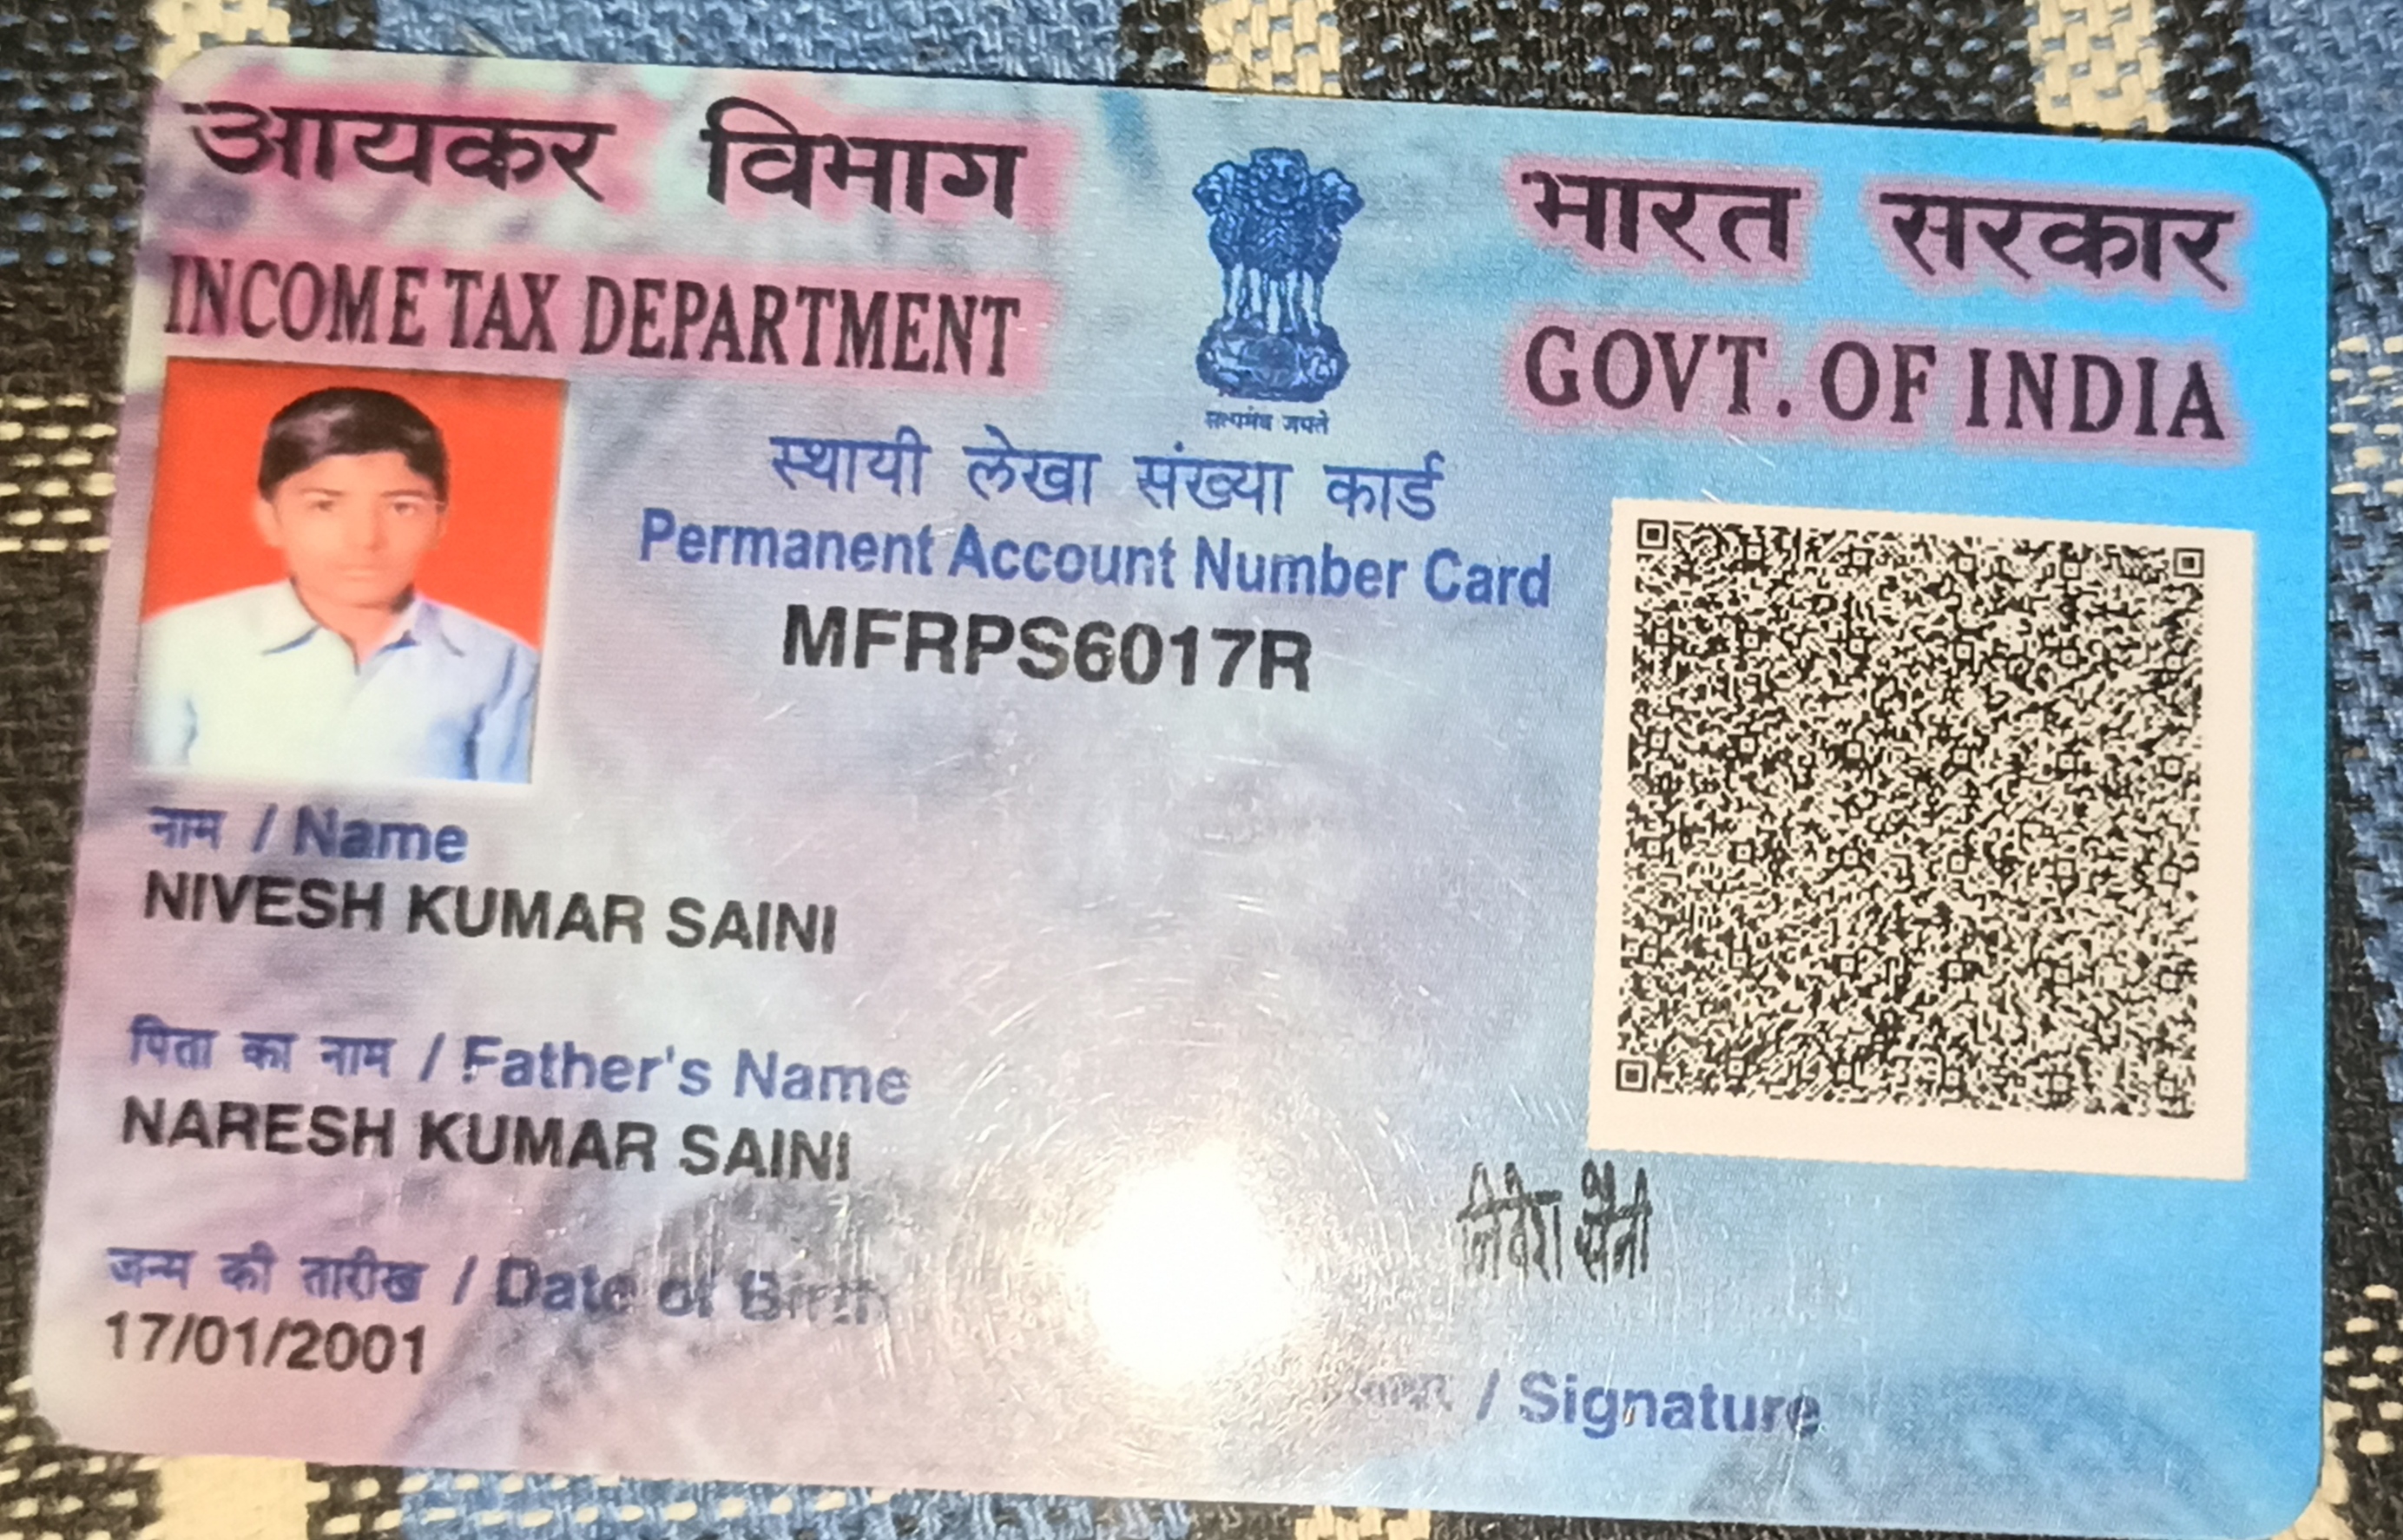 आयकर विभाग
INCOME TAX DEPARTMENT
सत्यमेव जयते
भारत सरकार
GOVT. OF INDIA
स्थायी लेखा संख्या कार्ड
Permanent Account Number Card
MFRPS6017R
नाम / Name
NIVESH KUMAR SAINI
पिता का नाम / Father's Name
NARESH KUMAR SAINI
जन्म की तारीख / Date of Birth
17/01/2001
निवेश सैनी
/ Signature